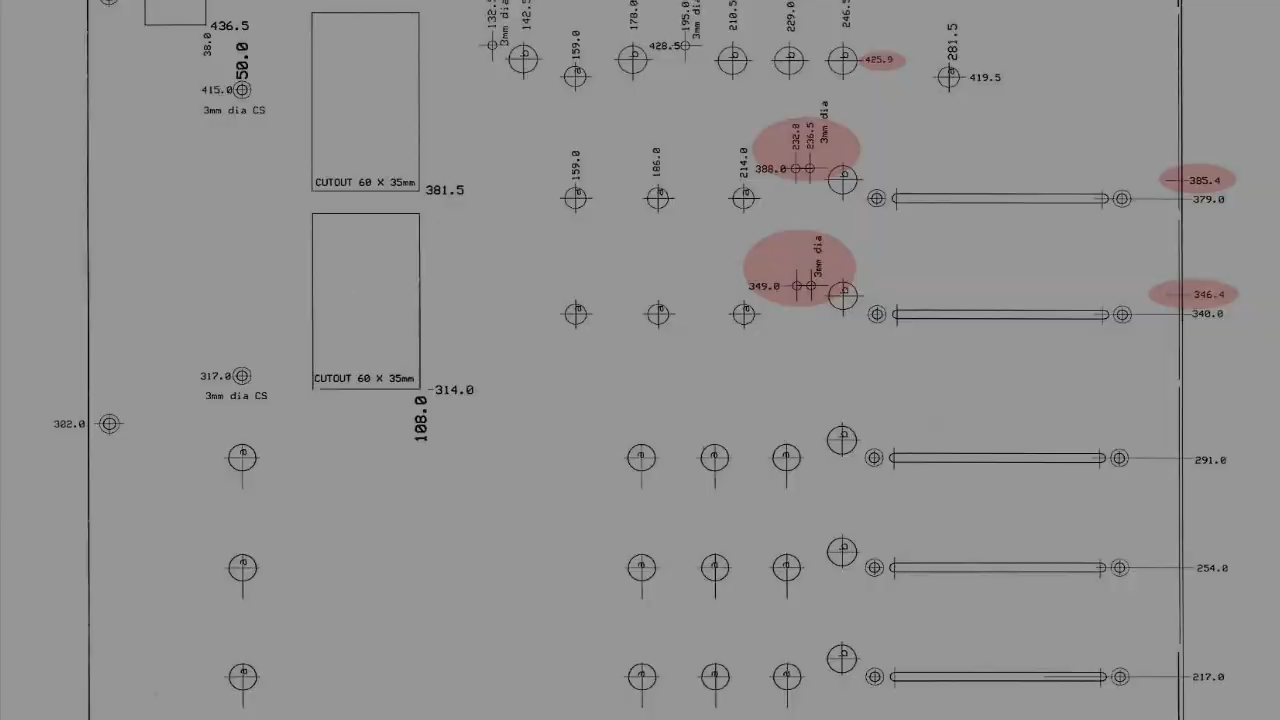 436.5
38.0
50.0
415.0
3mm dia CS
CUTOUT 60 X 35mm
381.5
132.
3mm dia
142.5
159.0
b
a
178.0
b
428.5
195.0
3mm dia
210.5
b
229.0
b
246.5
b
425.9
281.5
a
419.5
159.0
186.0
214.0
232.0
236.5
3mm dia
388.0
a
a
a
b
385.4
379.0
3mm dia
349.0
a
a
a
b
346.4
340.0
317.0
3mm dia CS
CUTOUT 60 X 35mm
314.0
108.0
302.0
a
a
a
a
b
291.0
a
a
a
a
b
254.0
a
a
a
a
b
217.0